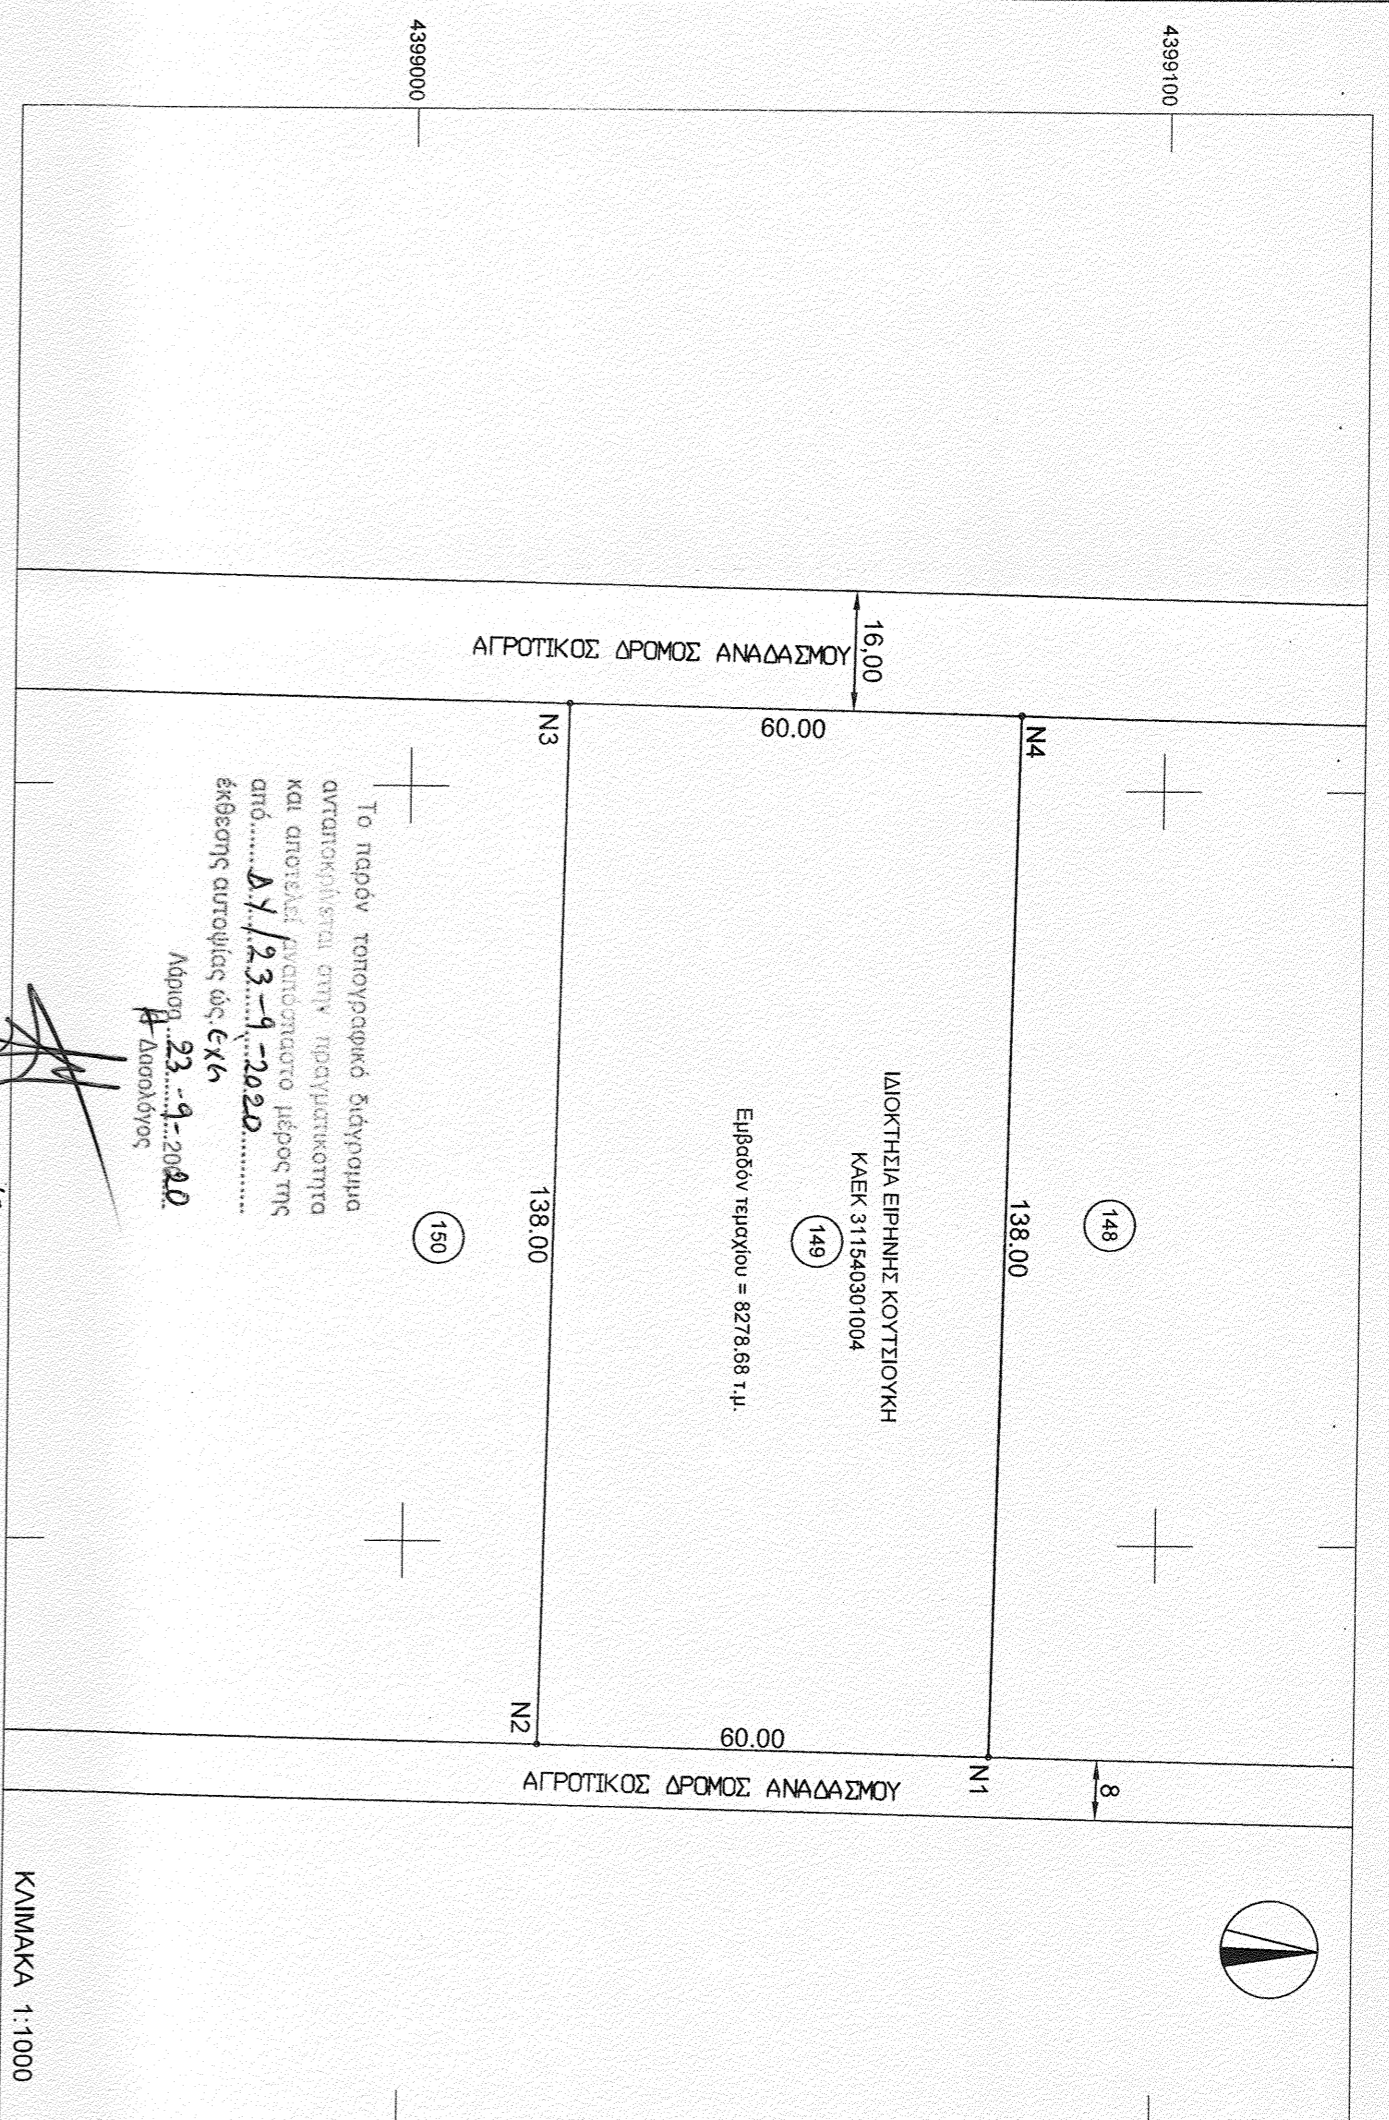 4399100
4399000
148
138.00
N4
N1
8
16,00
ΑΓΡΟΤΙΚΟΣ ΔΡΟΜΟΣ ΑΝΑΔΑΣΜΟΥ
60.00
ΙΔΙΟΚΤΗΣΙΑ ΕΙΡΗΝΗΣ ΚΟΥΤΣΙΟΥΚΗ
ΚΑΕΚ 311540301004
149
Εμβαδόν τεμαχίου = 8278.68 τ.μ.
60.00
ΑΓΡΟΤΙΚΟΣ ΔΡΟΜΟΣ ΑΝΑΔΑΣΜΟΥ
N3
138.00
N2
150
Το παρόν τοπογραφικό διάγραμμα
ανταποκρίνεται στην πραγματικότητα
και αποτελεί αναπόσπαστο μέρος της
από........Δ.Υ./23-9-2020............
έκθεσης αυτοψίας ώς
Λάρισα 23-9-2020
Δασολόγος
ΚΛΙΜΑΚΑ 1:1000